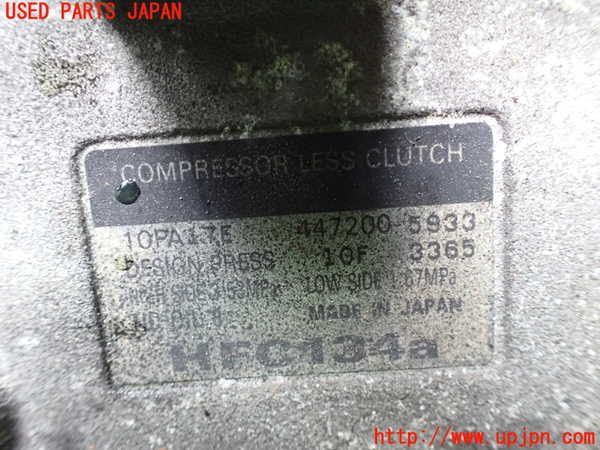 USED PARTS JAPAN
COMPRESSOR LESS CLUTCH
10PA17E 447200-5933
DESIGN PRESS 10F 3365
LOW SIDE 1.67MPa
MADE IN JAPAN
HFC134a
http://www.upjpn.com/